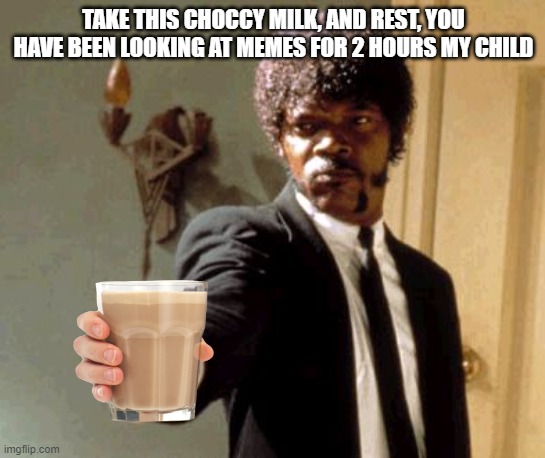 TAKE THIS CHOCCY MILK, AND REST, YOU
HAVE BEEN LOOKING AT MEMES FOR 2 HOURS MY CHILD
imgflip.com